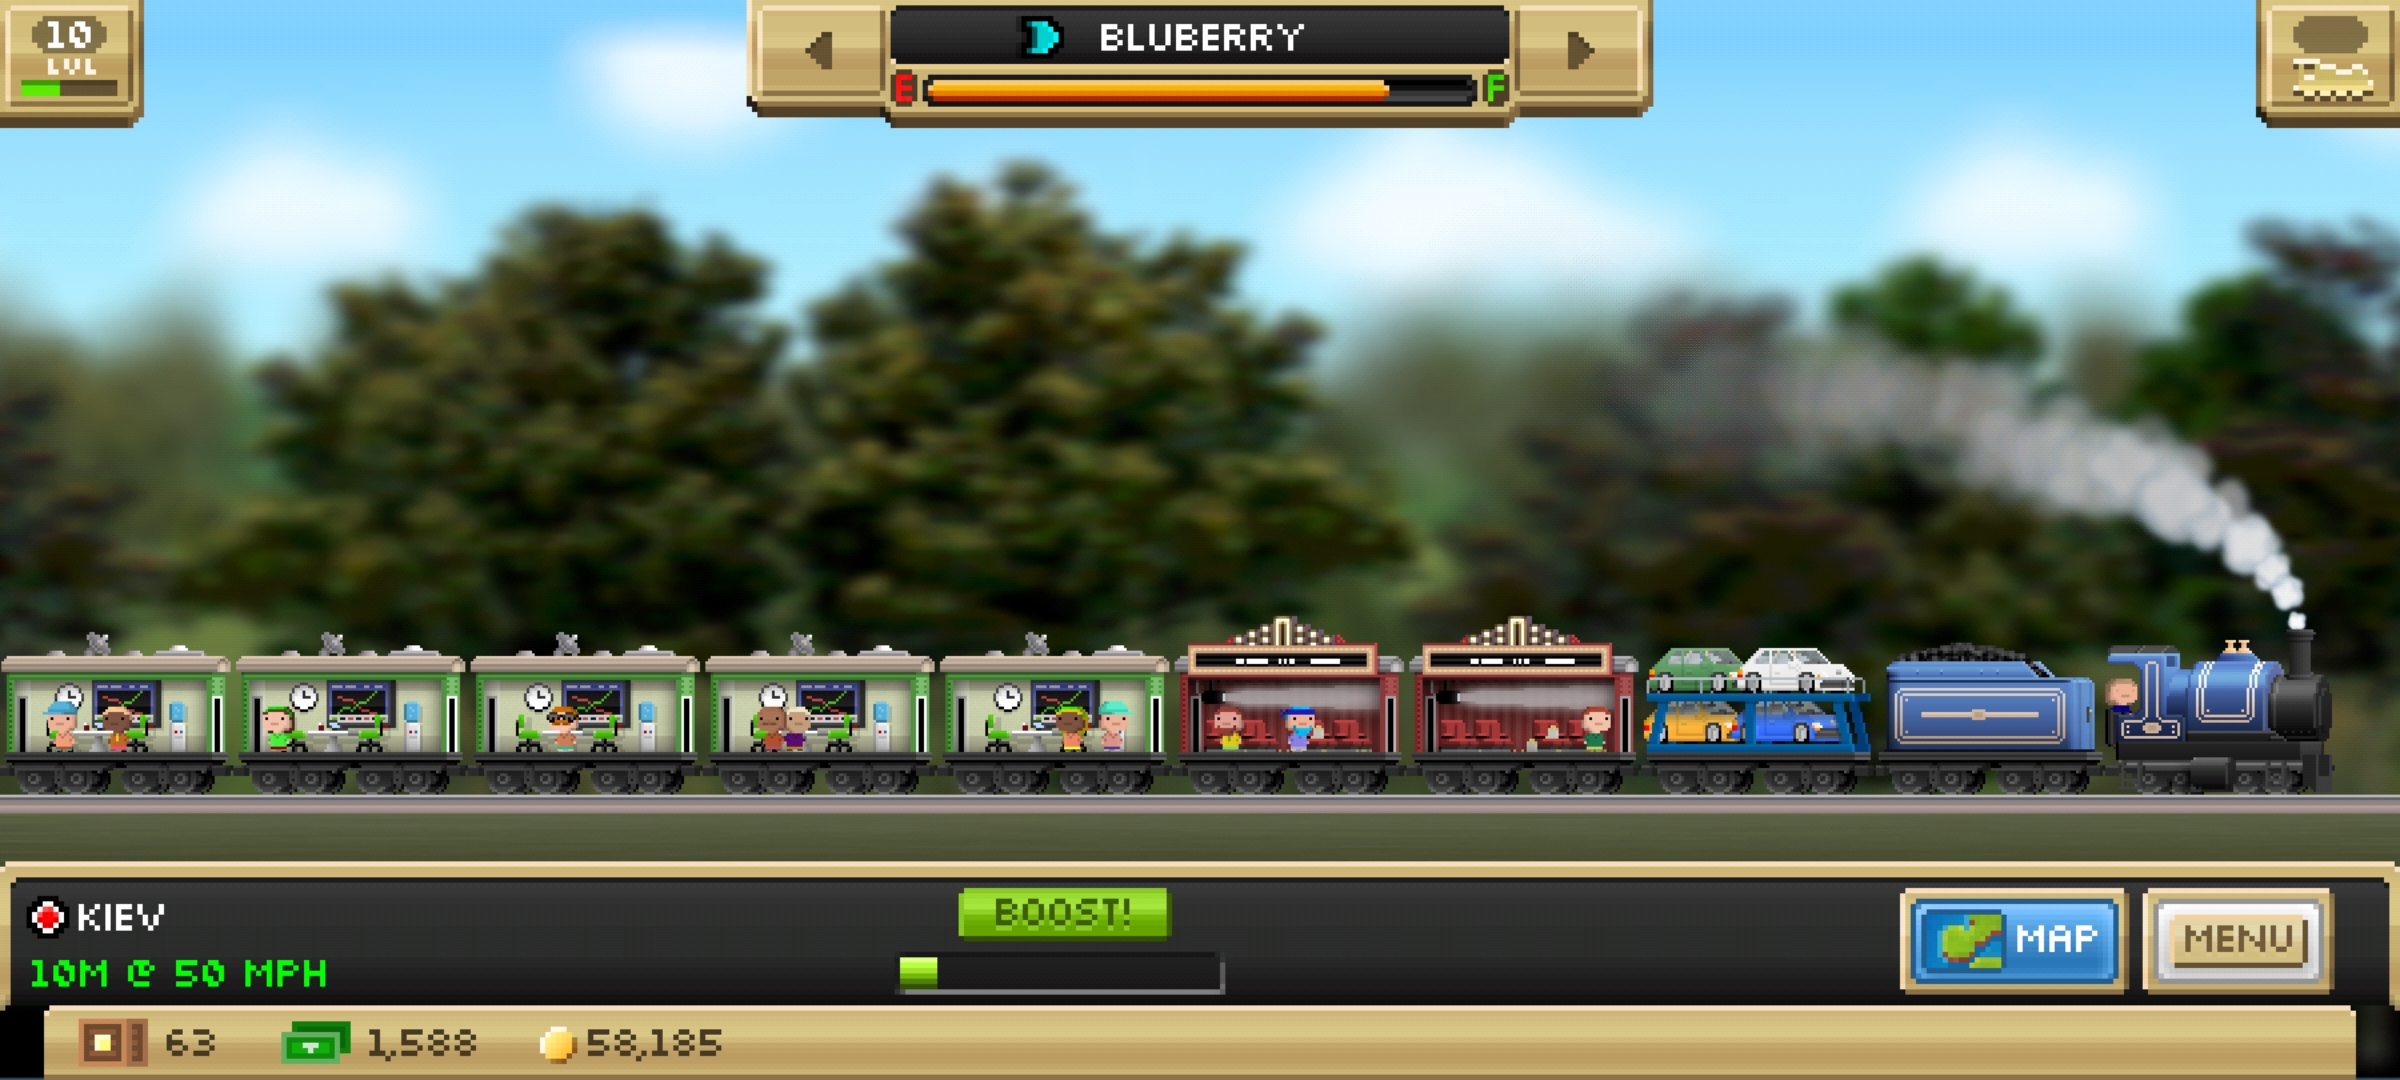 10
LVL
BLUBERRY
E
F
KIEV
10M @ 50 MPH
BOOST!
MAP
MENU
63
1,588
58,185